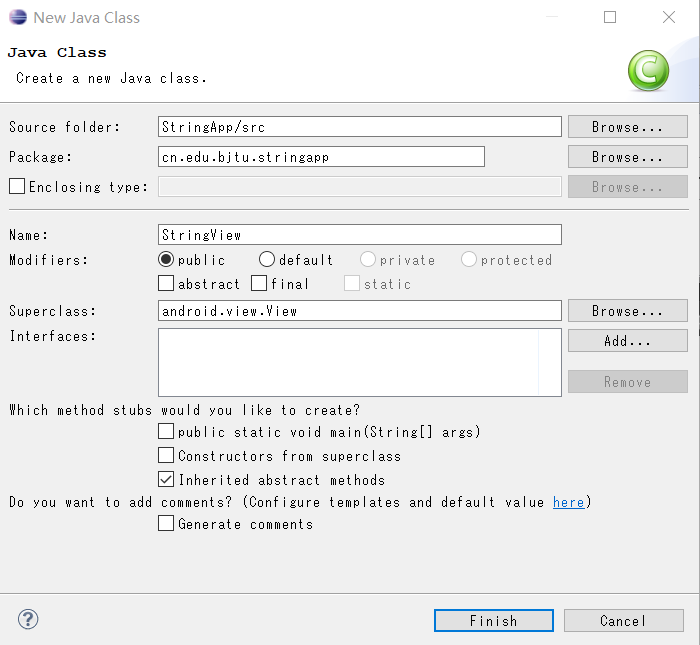 New Java Class
Java Class
Create a new Java class.
C
Source folder: StringApp/src Browse...
Package: cn.edu.bjtu.stringapp Browse...
Enclosing type: Browse...
Name: StringView
Modifiers: public default private protected
abstract final static
Superclass: android.view.View Browse...
Interfaces: Add...
Remove
Which method stubs would you like to create?
public static void main(String[] args)
Constructors from superclass
Inherited abstract methods
Do you want to add comments? (Configure templates and default value here)
Generate comments
? Finish Cancel